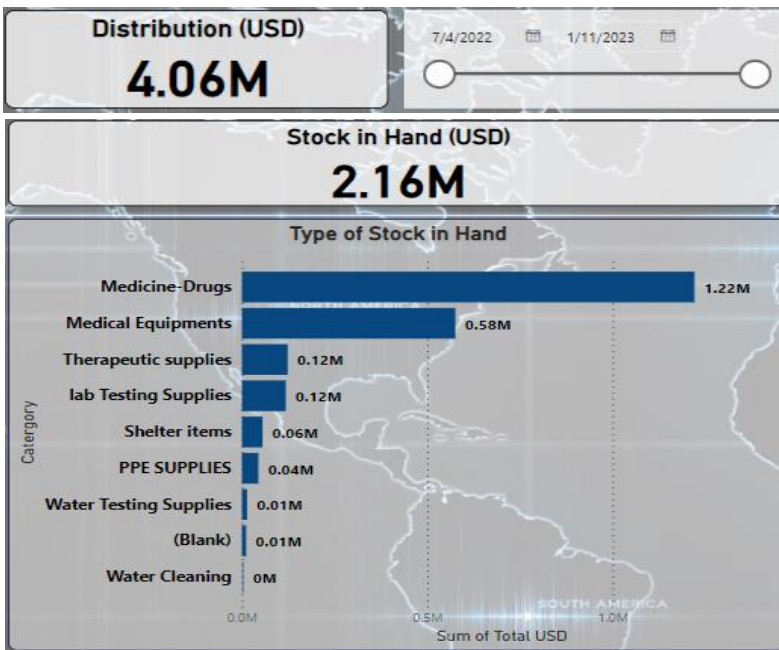 Distribution (USD)
4.06M
7/4/2022 1/11/2023
Stock in Hand (USD)
2.16M
Type of Stock in Hand
Catergory
Medicine-Drugs 1.22M
NORTH AMERICA
Medical Equipments 0.58M
Therapeutic supplies 0.12M
lab Testing Supplies 0.12M
Shelter items 0.06M
PPE SUPPLIES 0.04M
Water Testing Supplies 0.01M
(Blank) 0.01M
Water Cleaning 0M
SOUTH AMERICA
0.0M 0.5M 1.0M
Sum of Total USD